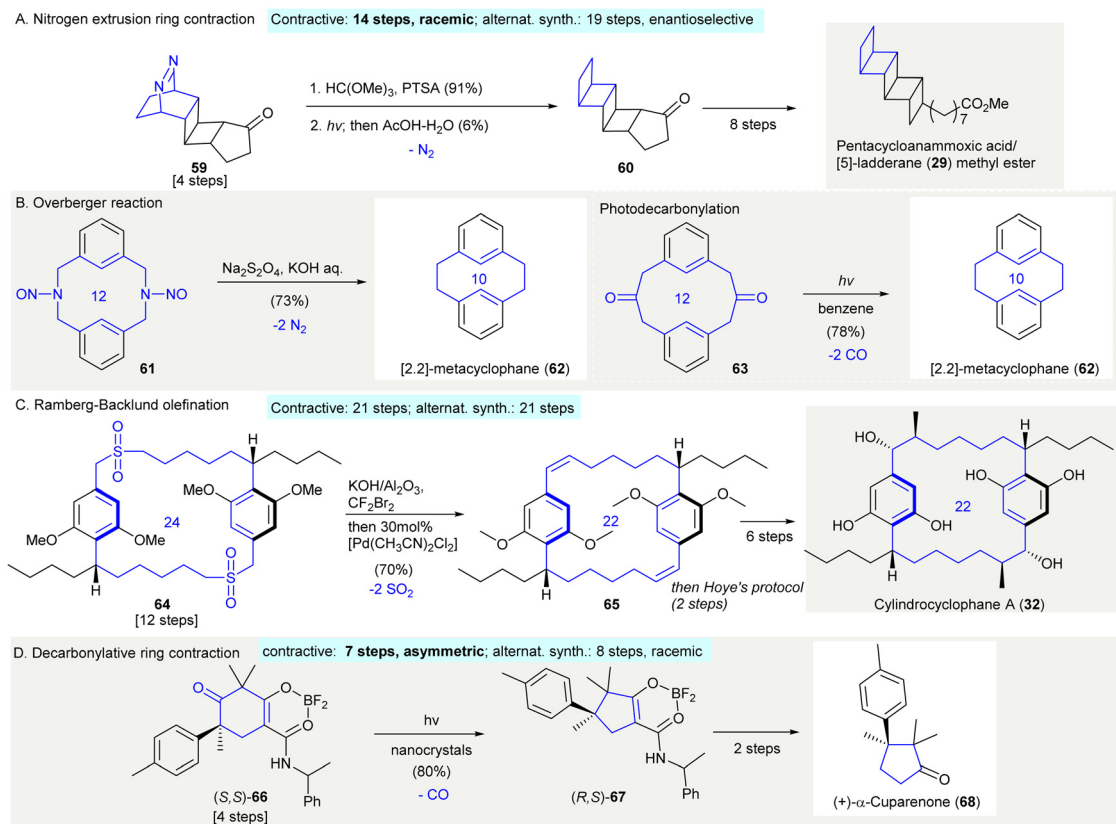 A. Nitrogen extrusion ring contraction
Contractive: 14 steps, racemic; alternat. synth.: 19 steps, enantioselective
N
N
O
59
[4 steps]
1. HC(OMe)3, PTSA (91%)
2. hv; then AcOH-H2O (6%)
- N2
O
60
8 steps
( )7
CO2Me
Pentacycloanammoxic acid/
[5]-ladderane (29) methyl ester
B. Overberger reaction
ON
N
12
N
NO
61
Na2S2O4, KOH aq.
(73%)
-2 N2
10
[2.2]-metacyclophane (62)
Photodecarbonylation
O
12
O
63
hv
benzene
(78%)
-2 CO
10
[2.2]-metacyclophane (62)
C. Ramberg-Backlund olefination
Contractive: 21 steps; alternat. synth.: 21 steps
O
S
O
H
MeO
OMe
24
MeO
OMe
H
O
S
O
64
[12 steps]
KOH/Al2O3,
CF2Br2
then 30mol%
[Pd(CH3CN)2Cl2]
(70%)
-2 SO2
H
O
O
22
O
O
H
65
6 steps
then Hoye's protocol
(2 steps)
HO
H
HO
OH
22
OH
OH
H
OH
Cylindrocyclophane A (32)
D. Decarbonylative ring contraction
contractive: 7 steps, asymmetric; alternat. synth.: 8 steps, racemic
O
O
BF2
O
N
H
Ph
(S,S)-66
[4 steps]
hv
nanocrystals
(80%)
- CO
O
BF2
O
N
H
Ph
(R,S)-67
2 steps
O
(+)-α-Cuparenone (68)